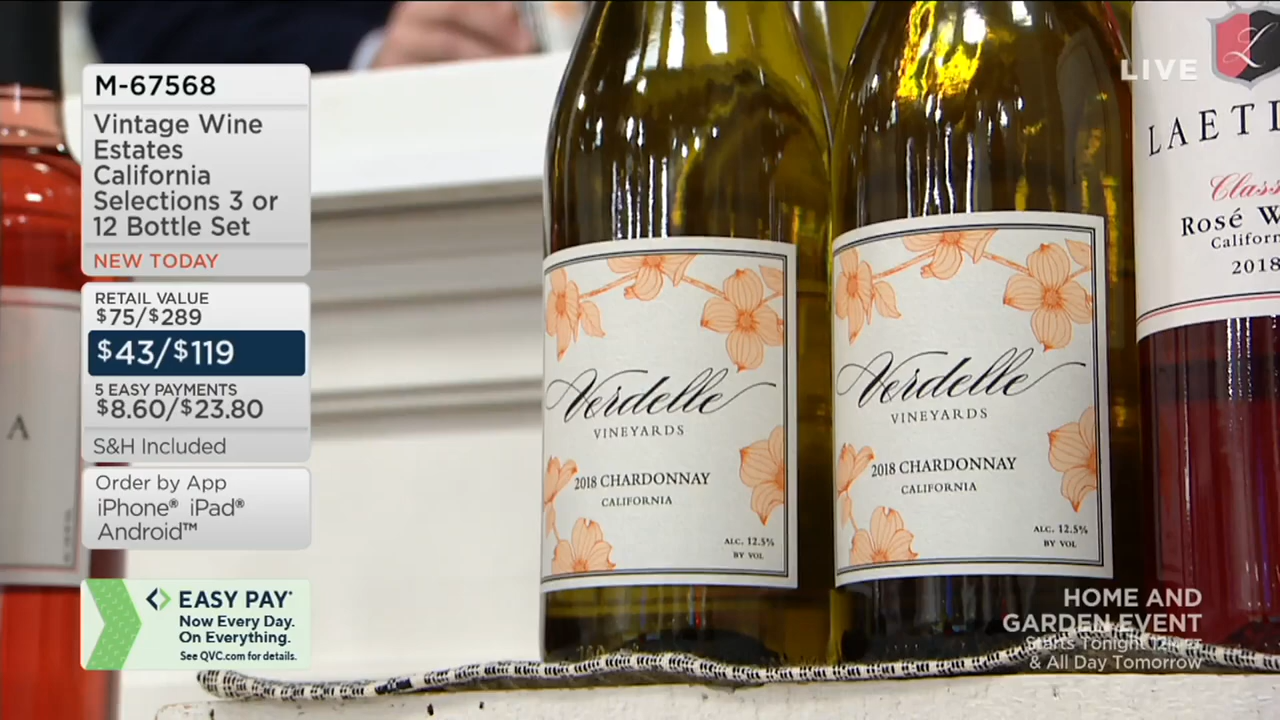 M-67568
Vintage Wine
Estates
California
Selections 3 or
12 Bottle Set
NEW TODAY
RETAIL VALUE
$75/$289
$43/$119
5 EASY PAYMENTS
$8.60/$23.80
S&H Included
Order by App
iPhone® iPad®
Android™
EASY PAY*
Now Every Day.
On Everything.
See QVC.com for details.
A
Verdelle
VINEYARDS
2018 CHARDONNAY
CALIFORNIA
ALC. 12.5%
BY VOL
Verdelle
VINEYARDS
2018 CHARDONNAY
CALIFORNIA
ALC. 12.5%
BY VOL
LIVE
L
LAETI
Class
Rosé W
Californ
2018
HOME AND
GARDEN EVENT
Starts Tonight 12
& All Day Tomorrow